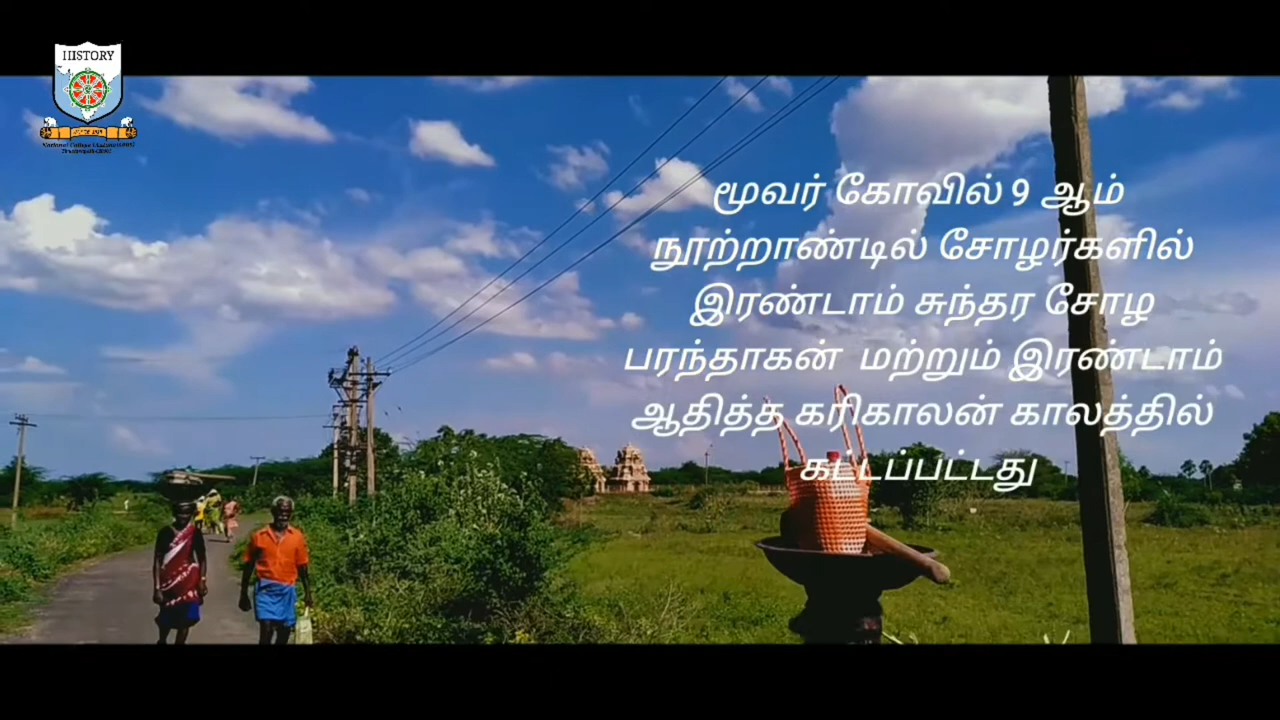 HISTORY
மூவர் கோவில் 9 ஆம்
நூற்றாண்டில் சோழர்களில்
இரண்டாம் சுந்தர சோழ
பரந்தாகன் மற்றும் இரண்டாம்
ஆதித்த கரிகாலன் காலத்தில்
கட்டப்பட்டது